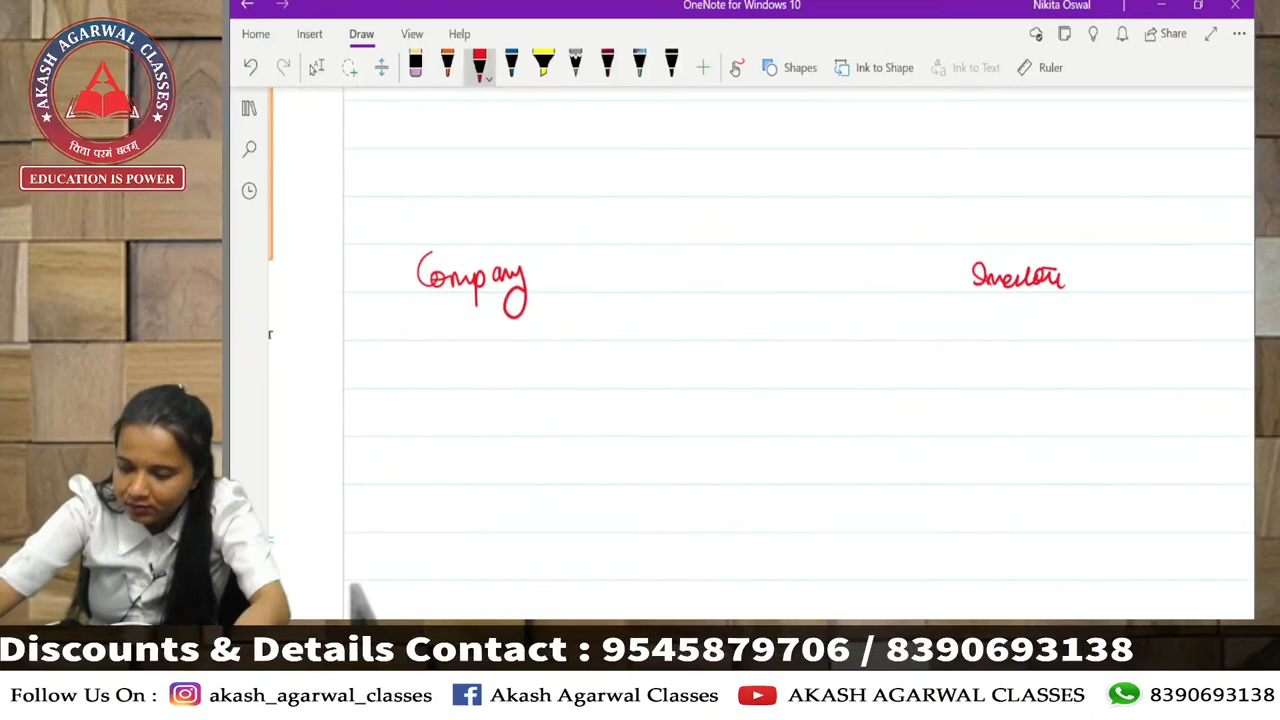 OneNote for Windows 10
Nikita Oswal
Home Insert Draw View Help
Share
Shapes
Ink to Shape
Ink to Text
Ruler
AKASH AGARWAL CLASSES
विद्या परमं बलम्
EDUCATION IS POWER
Company
r
Discounts & Details Contact : 9545879706 / 8390693138
Follow Us On : akash_agarwal_classes Akash Agarwal Classes AKASH AGARWAL CLASSES 8390693138